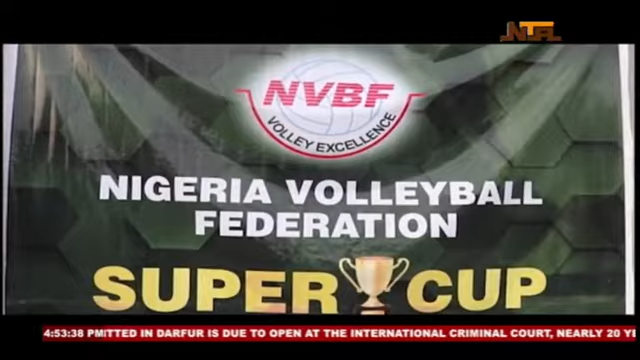 NTA
NVBF
VOLLEY EXCELLENCE
NIGERIA VOLLEYBALL
FEDERATION
SUPER CUP
4:53:38 PMITTED IN DARFUR IS DUE TO OPEN AT THE INTERNATIONAL CRIMINAL COURT, NEARLY 20 YE